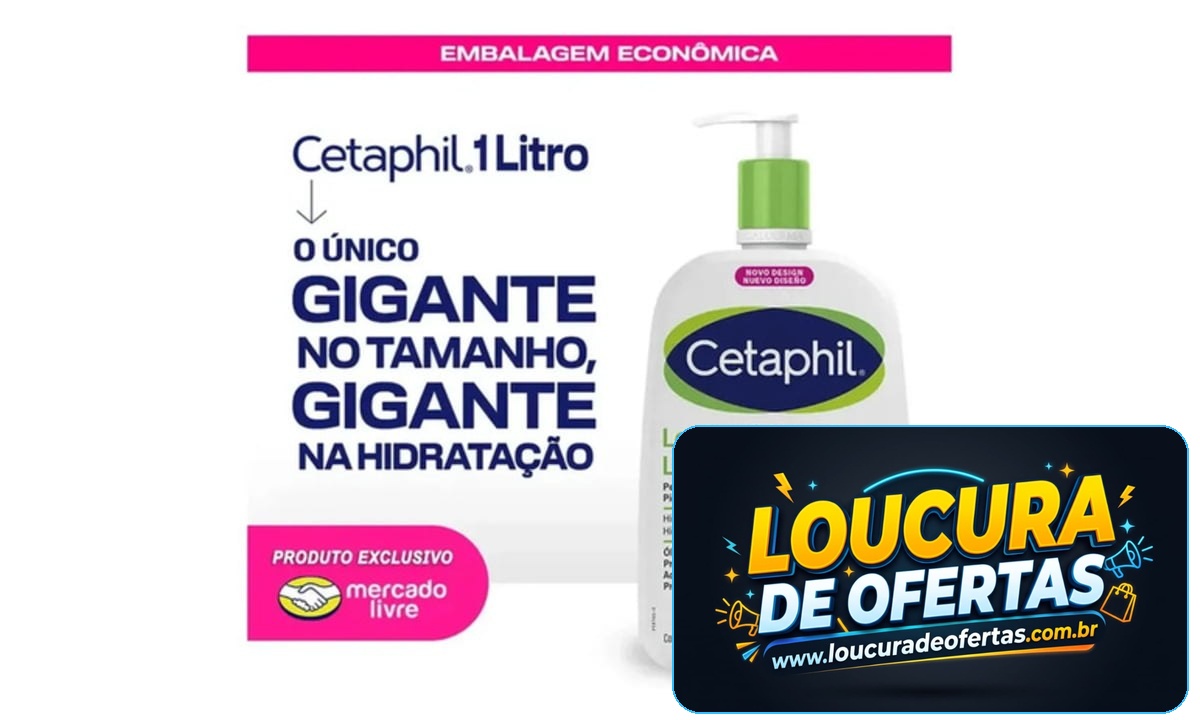 EMBALAGEM ECONÔMICA
Cetaphil® 1 Litro
O ÚNICO
GIGANTE
NO TAMANHO,
GIGANTE
NA HIDRATAÇÃO
PRODUTO EXCLUSIVO
mercado
livre
NOVO DESIGN
NUEVO DISEÑO
Cetaphil®
LOUCURA
DE OFERTAS
www.loucuradeofertas.com.br